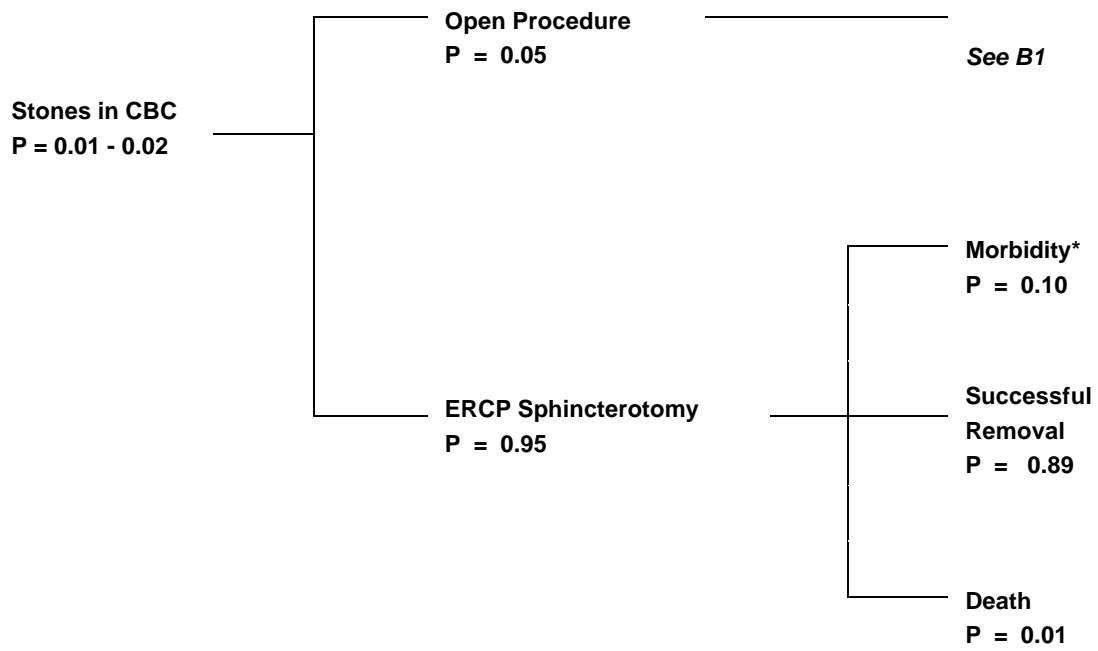 Open Procedure
P = 0.05
See B1
Stones in CBC
P = 0.01 - 0.02
Morbidity*
P = 0.10
ERCP Sphincterotomy
P = 0.95
Successful
Removal
P = 0.89
Death
P = 0.01